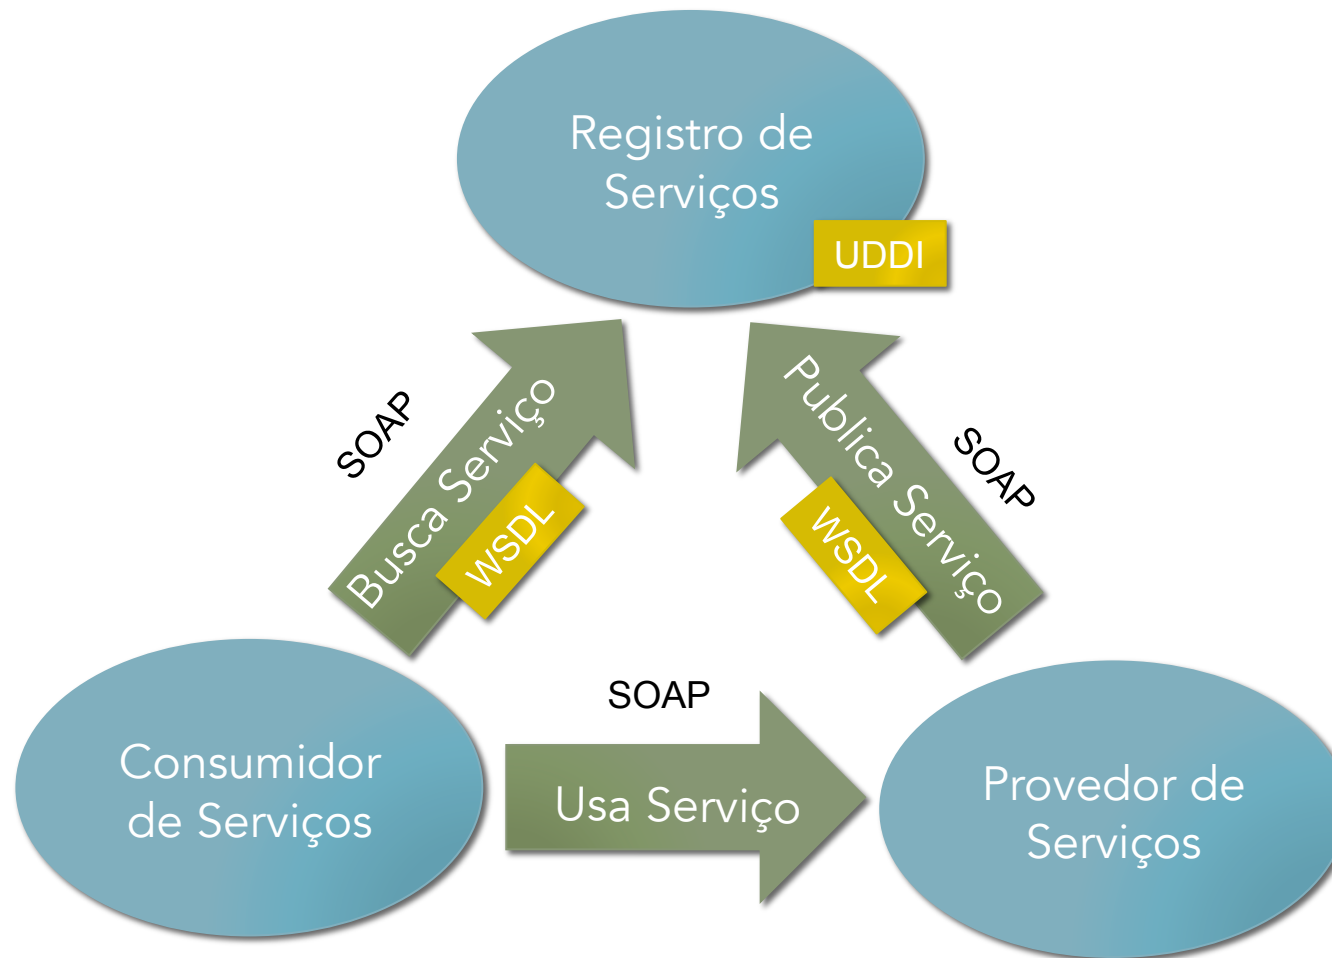 Registro de
Serviços
UDDI
SOAP
Busca Serviço
WSDL
Publica Serviço
SOAP
WSDL
SOAP
Consumidor
de Serviços
Usa Serviço
Provedor de
Serviços